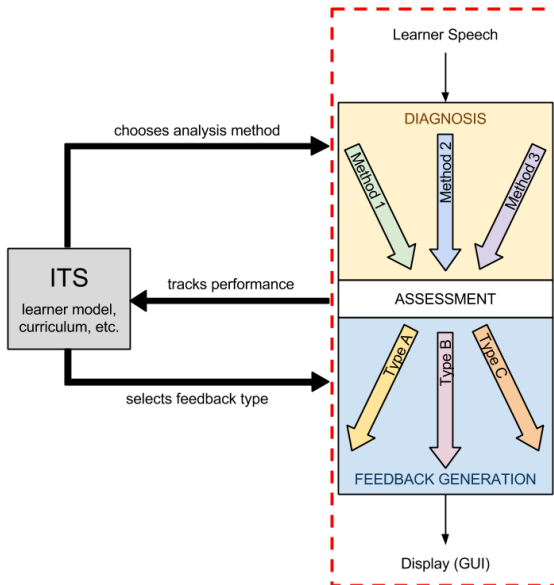 Learner Speech
DIAGNOSIS
chooses analysis method
Method 1
Method 2
Method 3
ITS
learner model,
curriculum, etc.
tracks performance
ASSESSMENT
Type A
Type B
Type C
selects feedback type
FEEDBACK GENERATION
Display (GUI)